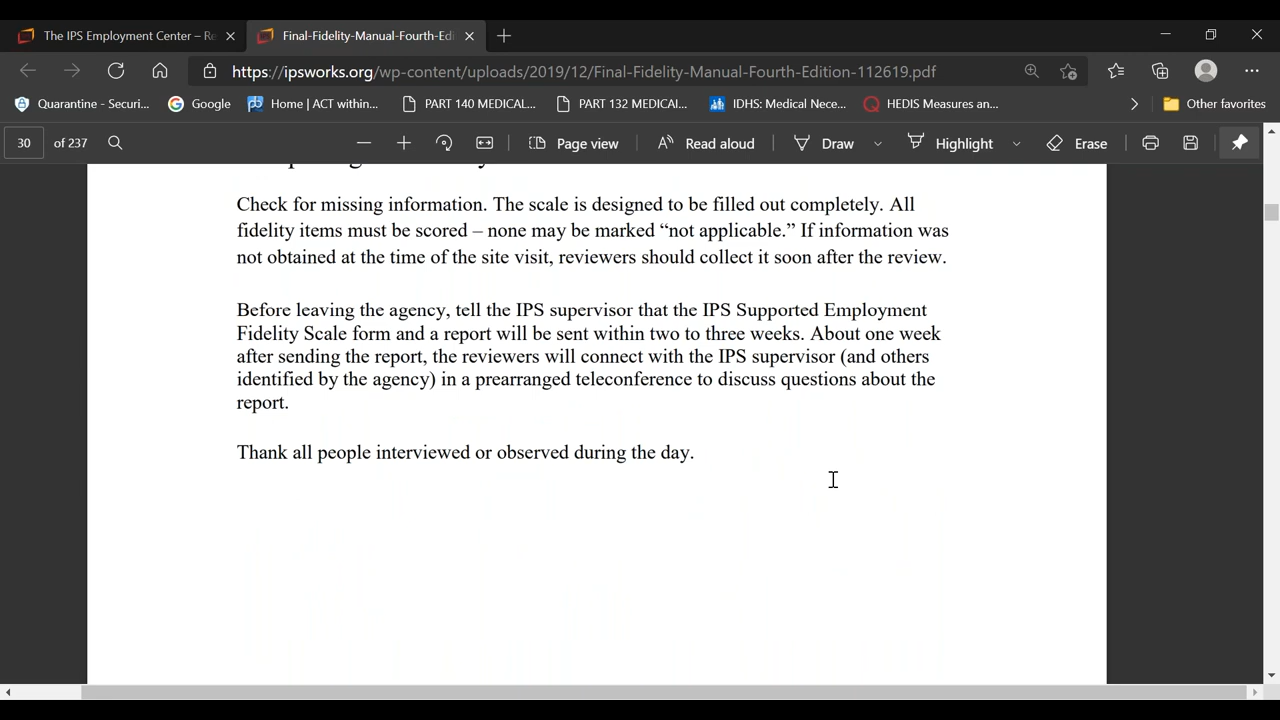 The IPS Employment Center – Re
Final-Fidelity-Manual-Fourth-Edi
https://ipsworks.org/wp-content/uploads/2019/12/Final-Fidelity-Manual-Fourth-Edition-112619.pdf
Quarantine - Securi... Google Home | ACT within... PART 140 MEDICAL... PART 132 MEDICAI... IDHS: Medical Nece... HEDIS Measures an... Other favorites
30 of 237 Page view Read aloud Draw Highlight Erase
Check for missing information. The scale is designed to be filled out completely. All
fidelity items must be scored – none may be marked “not applicable.” If information was
not obtained at the time of the site visit, reviewers should collect it soon after the review.
Before leaving the agency, tell the IPS supervisor that the IPS Supported Employment
Fidelity Scale form and a report will be sent within two to three weeks. About one week
after sending the report, the reviewers will connect with the IPS supervisor (and others
identified by the agency) in a prearranged teleconference to discuss questions about the
report.
Thank all people interviewed or observed during the day.